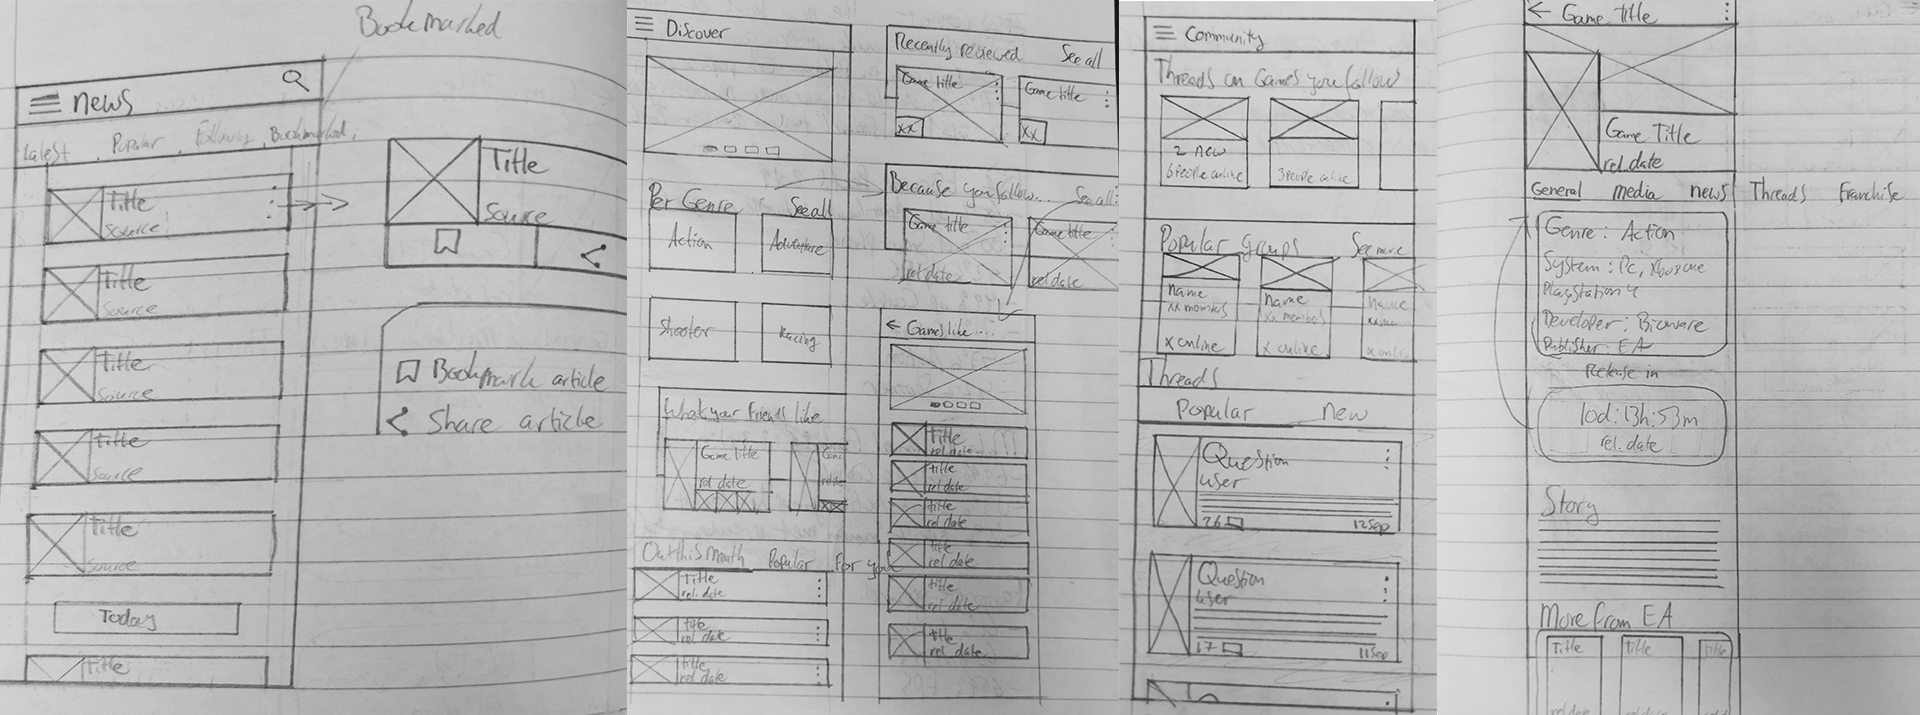 Bookmarked
news
Latest Popular Following Bookmarked
Title
Source
Title
Source
Title
Source
Title
Source
Title
Source
Today
Title
Title
Source
Bookmark article
Share article
Discover
Per Genre See all
Action Adventure
Shooter Racing
What your friends like
Game title
rel date
Out this month Popular For you
Title
rel. date
title
rel date
title
rel date
Recently reviewed See all
Game title Game title
xx xx
Because you follow... See all
Game title Game title
rel date rel date
Games like ....
Title
rel date
title
rel date
title
rel date
title
rel date
title
rel date
title
rel date
Community
Threads on Games you follow
2 new
6 people online 3 people online
Popular groups See more
name name name
xx members xx members
x online x online x online
Threads
Popular new
Question
user
26 12 Sep
Question
user
17 11 Sep
Game Title
Game Title
rel. date
General media news Threads Franchise
Genre: Action
System: Pc, Xbox one
PlayStation 4
Developer: Bioware
Publisher: EA
Release in
10d:13h:53m
rel. date
Story
More from EA
Title Title Title
rel date rel date